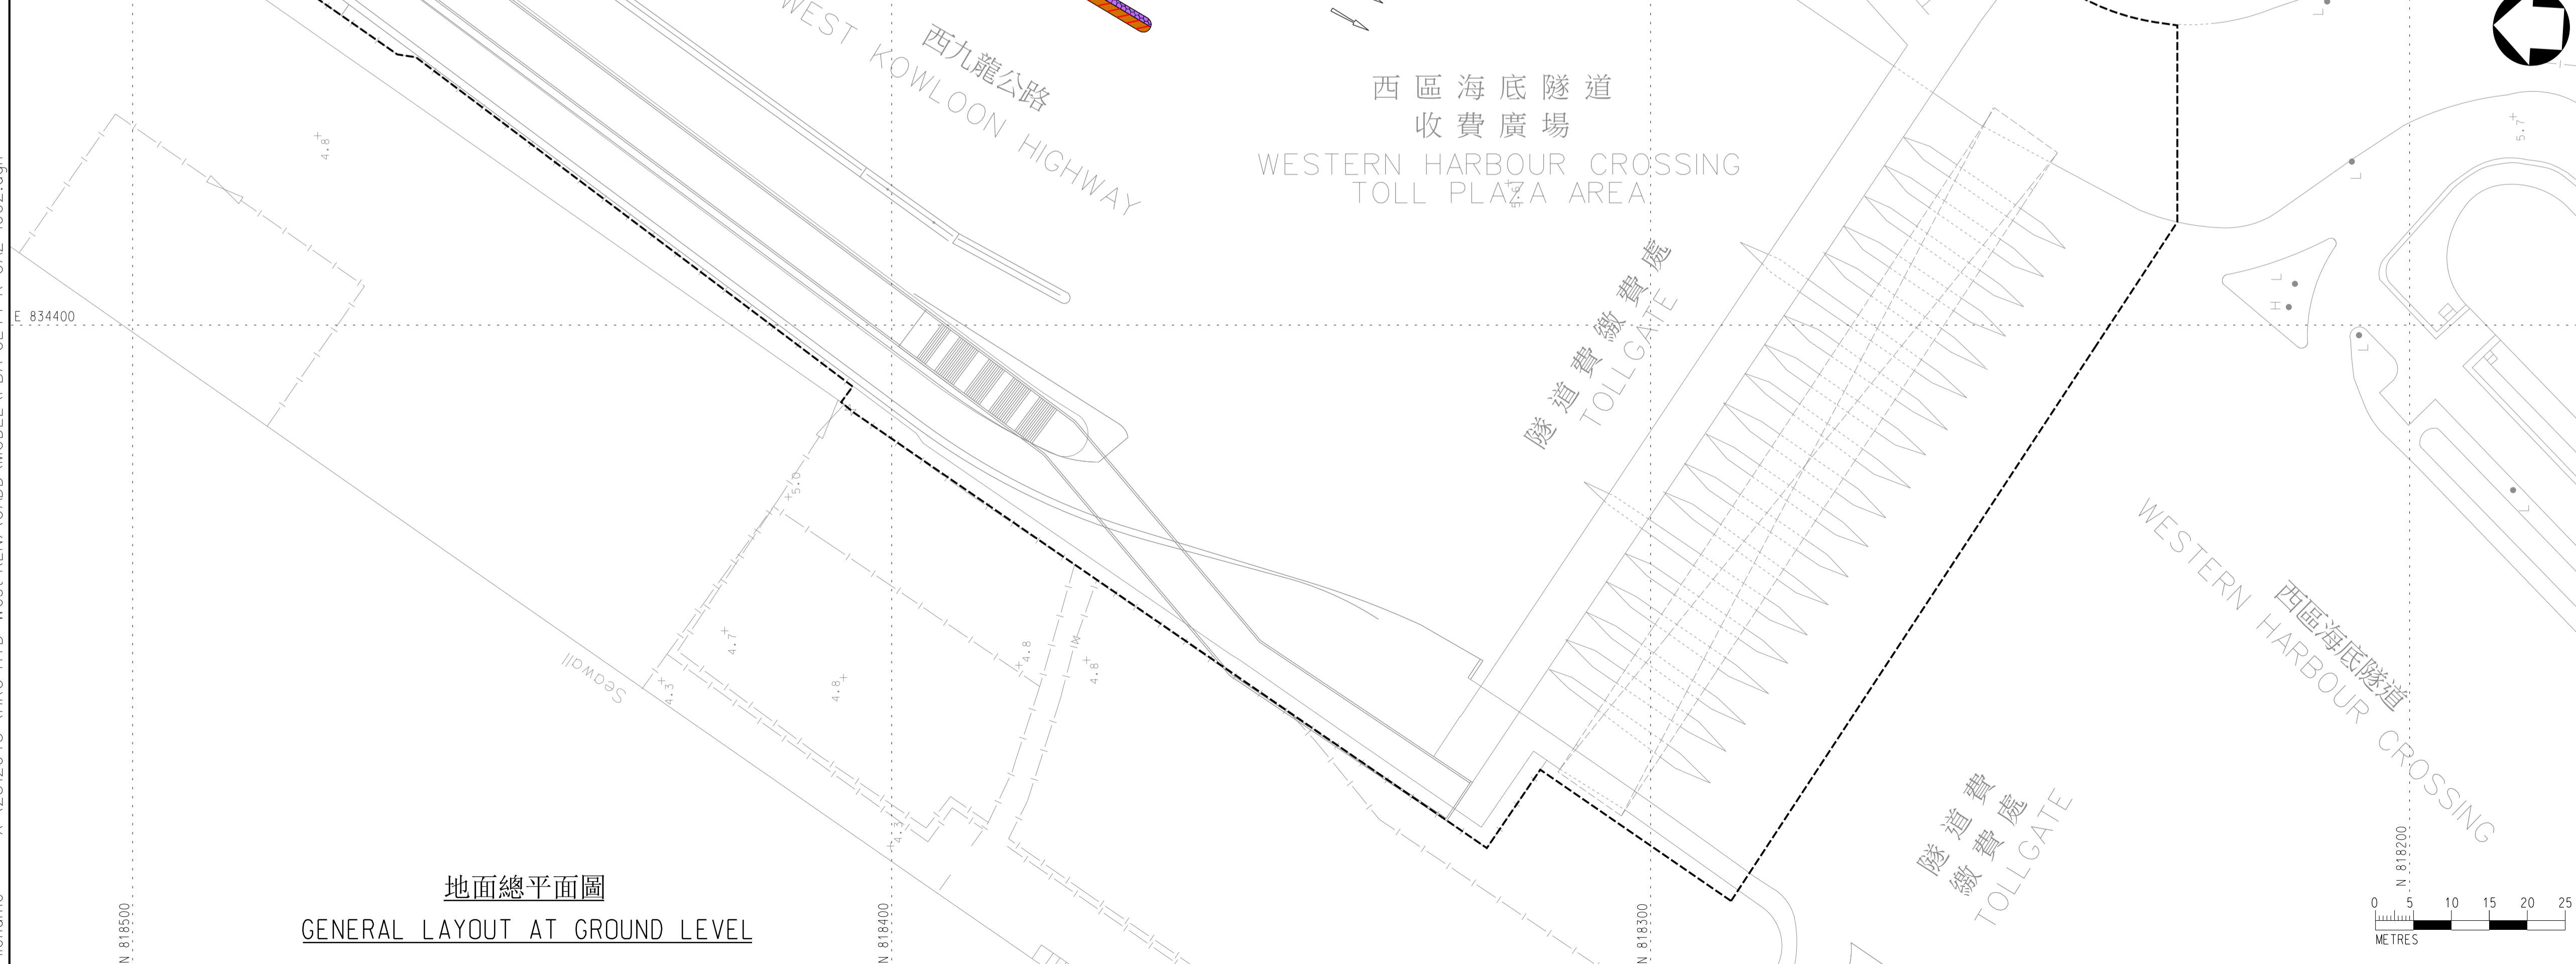 西九龍公路
WEST KOWLOON HIGHWAY
西區海底隧道
收費廣場
WESTERN HARBOUR CROSSING
TOLL PLAZA AREA
隧道費繳費處
TOLLGATE
E 834400
4.8
5.7
L
L
L
H
L
L
5.0
4.7
4.3
4.8
4.8
4.8
4.3
Seawall
WESTERN HARBOUR CROSSING
西區海底隧道
隧道費
繳費處
TOLLGATE
地面總平面圖
GENERAL LAYOUT AT GROUND LEVEL
N 818500
N 818400
N 818300
N 818200
0 5 10 15 20 25
METRES